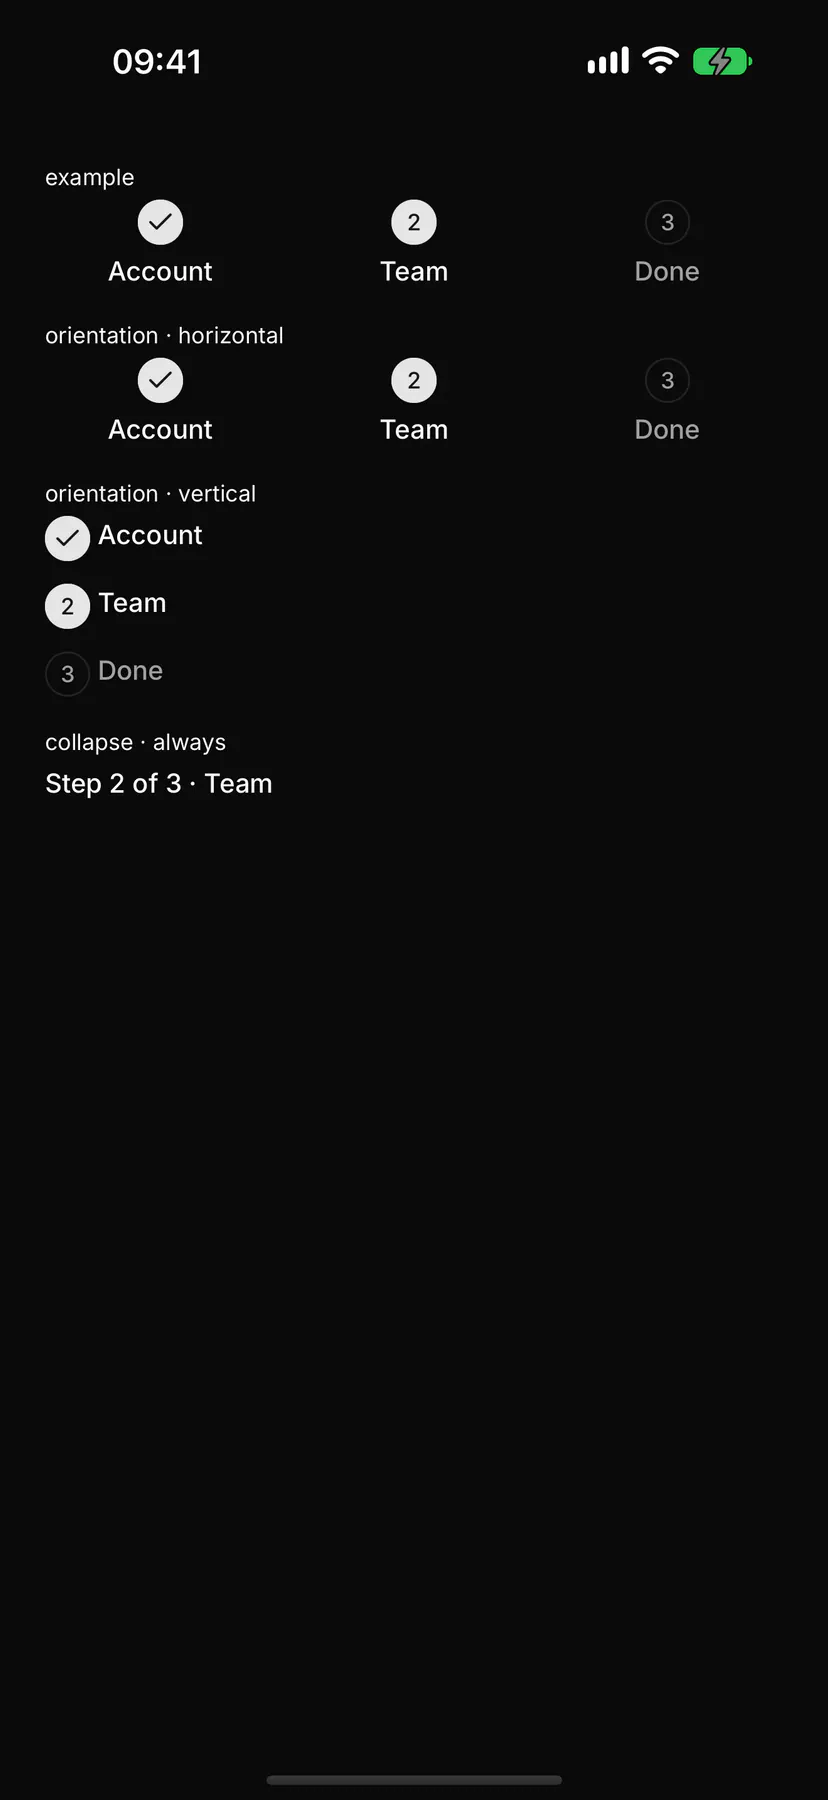 09:41
example
2
3
Account
Team
Done
orientation · horizontal
2
3
Account
Team
Done
orientation · vertical
Account
2 Team
3 Done
collapse · always
Step 2 of 3 · Team